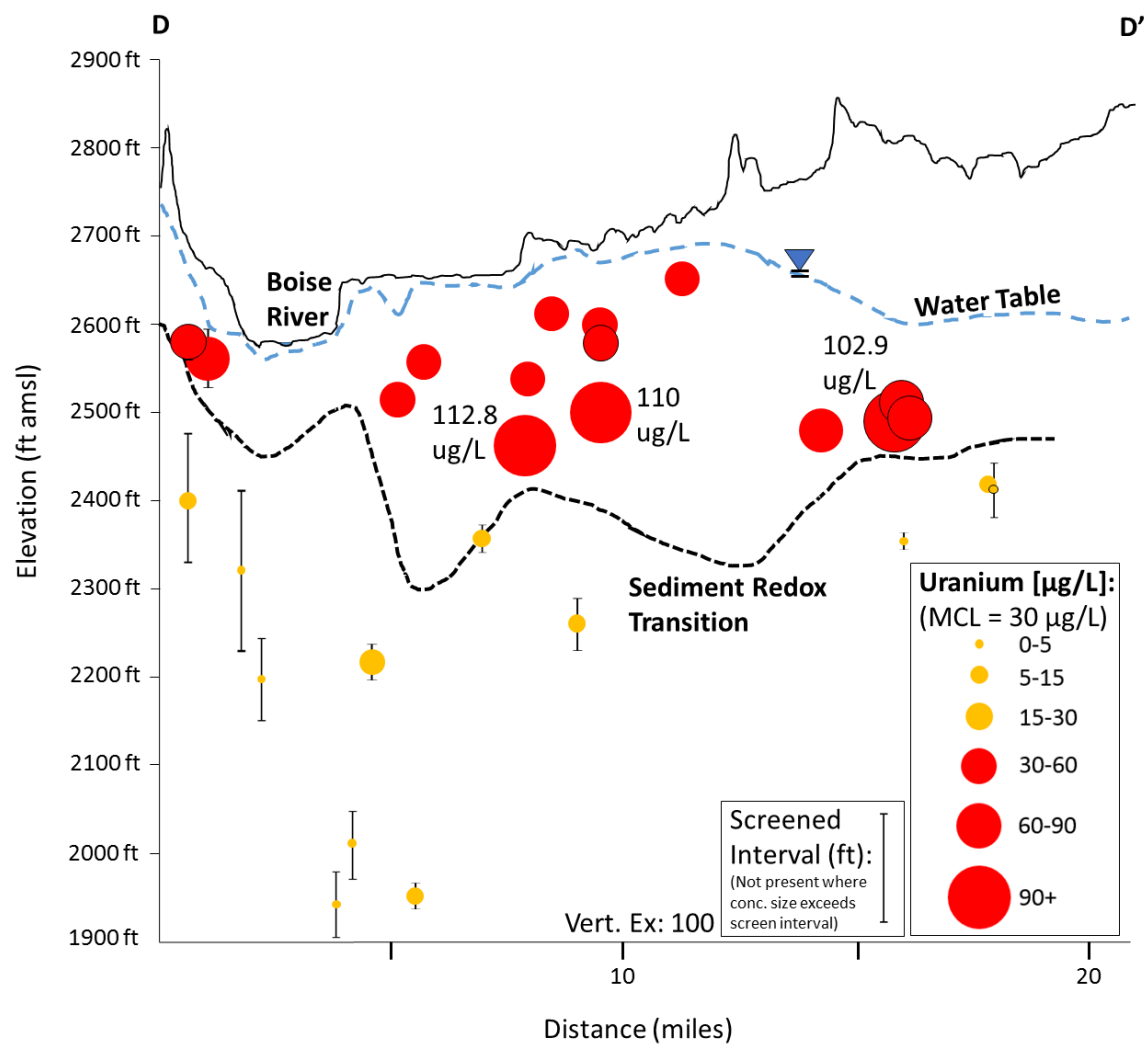 D
D'
2900 ft
2800 ft
2700 ft
2600 ft
2500 ft
2400 ft
2300 ft
2200 ft
2100 ft
2000 ft
1900 ft
Elevation (ft amsl)
Boise
River
Water Table
102.9
ug/L
112.8
ug/L
110
ug/L
Sediment Redox
Transition
Uranium [µg/L]:
(MCL = 30 µg/L)
0-5
5-15
15-30
30-60
60-90
90+
Screened
Interval (ft):
(Not present where
conc. size exceeds
screen interval)
Vert. Ex: 100
10
20
Distance (miles)